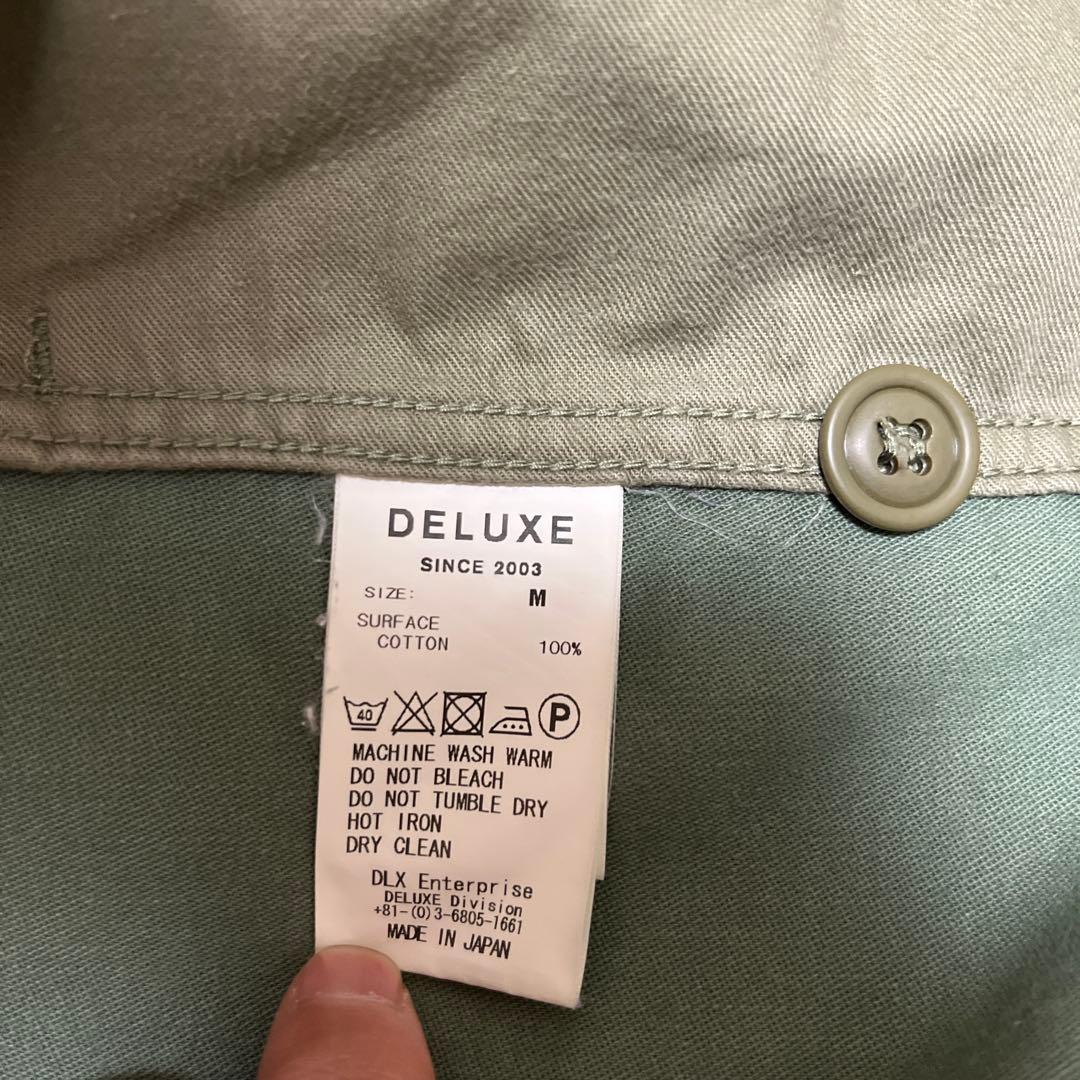 DELUXE
SINCE 2003
SIZE: M
SURFACE
COTTON 100%
40 P
MACHINE WASH WARM
DO NOT BLEACH
DO NOT TUMBLE DRY
HOT IRON
DRY CLEAN
DLX Enterprise
DELUXE Division
+81-(0)3-6805-1661
MADE IN JAPAN